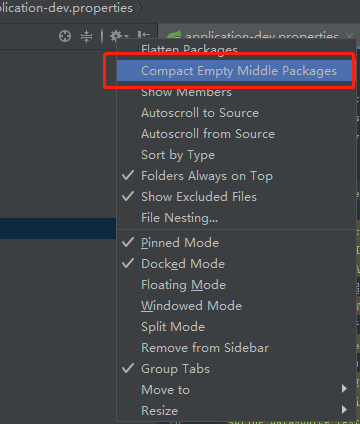 lication-dev.properties
application-dev.properties
Flatten Packages
Compact Empty Middle Packages
Show Members
Autoscroll to Source
Autoscroll from Source
Sort by Type
Folders Always on Top
Show Excluded Files
File Nesting...
Pinned Mode
Docked Mode
Floating Mode
Windowed Mode
Split Mode
Remove from Sidebar
Group Tabs
Move to
Resize